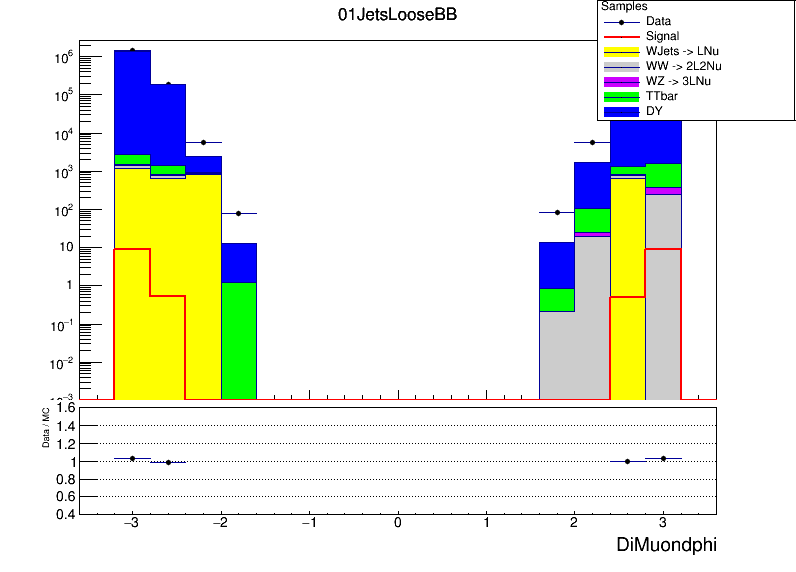 01JetsLooseBB
Samples
Data
Signal
WJets -> LNu
WW -> 2L2Nu
WZ -> 3LNu
TTbar
DY
10⁶
10⁵
10⁴
10³
10²
10
1
10⁻¹
10⁻²
1.6
1.4
1.2
1
0.8
0.6
0.4
Data / MC
−3 −2 −1 0 1 2 3
DiMuondphi